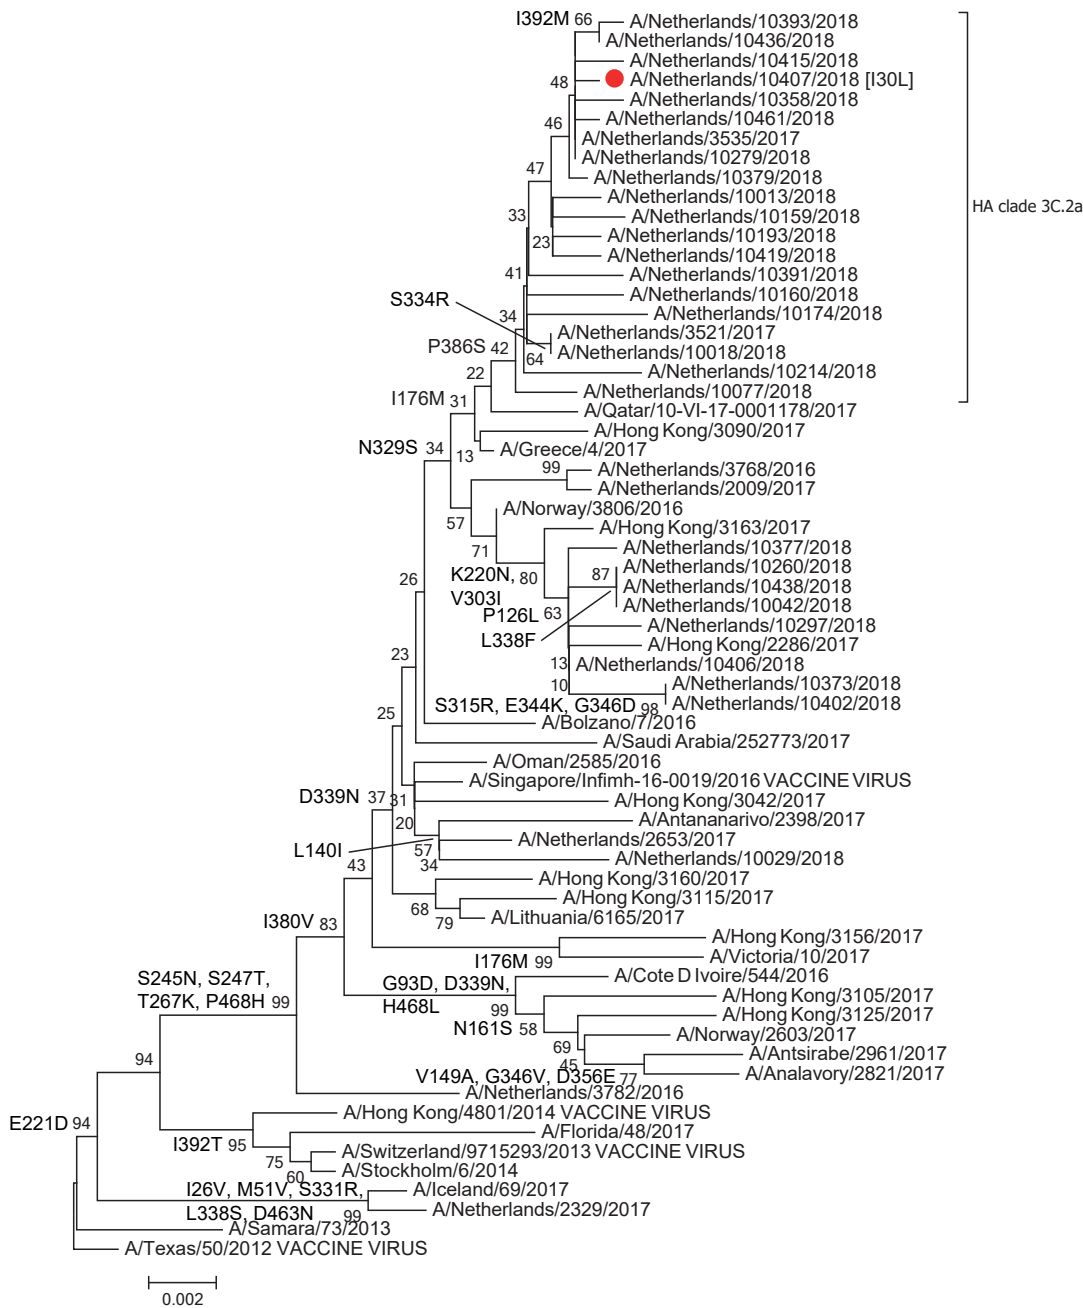 I392M 66 A/Netherlands/10393/2018
A/Netherlands/10436/2018
A/Netherlands/10415/2018
48 A/Netherlands/10407/2018 [I30L]
A/Netherlands/10358/2018
46 A/Netherlands/10461/2018
A/Netherlands/3535/2017
A/Netherlands/10279/2018
47 A/Netherlands/10379/2018
A/Netherlands/10013/2018
HA clade 3C.2a
33 A/Netherlands/10159/2018
23 A/Netherlands/10193/2018
A/Netherlands/10419/2018
41 A/Netherlands/10391/2018
S334R A/Netherlands/10160/2018
34 A/Netherlands/10174/2018
A/Netherlands/3521/2017
P386S 42 64 A/Netherlands/10018/2018
22 A/Netherlands/10214/2018
I176M 31 A/Netherlands/10077/2018
A/Qatar/10-VI-17-0001178/2017
A/Hong Kong/3090/2017
N329S 34 13 A/Greece/4/2017
99 A/Netherlands/3768/2016
A/Netherlands/2009/2017
57 A/Norway/3806/2016
A/Hong Kong/3163/2017
71 A/Netherlands/10377/2018
A/Netherlands/10260/2018
26 K220N, 80 87 A/Netherlands/10438/2018
V303I A/Netherlands/10042/2018
P126L 63 A/Netherlands/10297/2018
L338F A/Hong Kong/2286/2017
23 13 A/Netherlands/10406/2018
10 A/Netherlands/10373/2018
S315R, E344K, G346D 98 A/Netherlands/10402/2018
25 A/Bolzano/7/2016
A/Saudi Arabia/252773/2017
A/Oman/2585/2016
A/Singapore/Infimh-16-0019/2016 VACCINE VIRUS
D339N 37 31 A/Hong Kong/3042/2017
20 A/Antananarivo/2398/2017
A/Netherlands/2653/2017
L140I 57
43 34 A/Netherlands/10029/2018
A/Hong Kong/3160/2017
68 A/Hong Kong/3115/2017
I380V 83 79 A/Lithuania/6165/2017
A/Hong Kong/3156/2017
I176M 99 A/Victoria/10/2017
S245N, S247T, G93D, D339N, A/Cote D Ivoire/544/2016
T267K, P468H 99 H468L 99 A/Hong Kong/3105/2017
N161S 58 A/Hong Kong/3125/2017
69 A/Norway/2603/2017
94 45 A/Antsirabe/2961/2017
V149A, G346V, D356E 77 A/Analavory/2821/2017
A/Netherlands/3782/2016
E221D 94 A/Hong Kong/4801/2014 VACCINE VIRUS
I392T 95 A/Florida/48/2017
75 A/Switzerland/9715293/2013 VACCINE VIRUS
60 A/Stockholm/6/2014
I26V, M51V, S331R, A/Iceland/69/2017
L338S, D463N 99 A/Netherlands/2329/2017
A/Samara/73/2013
A/Texas/50/2012 VACCINE VIRUS
0.002